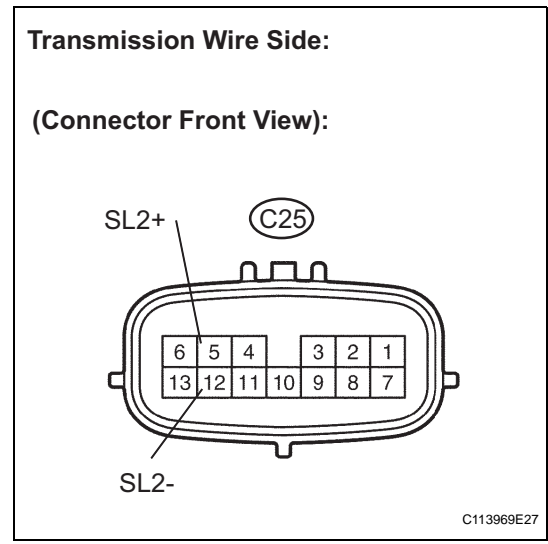 Transmission Wire Side:
(Connector Front View):
SL2+
C25
6 5 4 3 2 1
13 12 11 10 9 8 7
SL2-
C113969E27